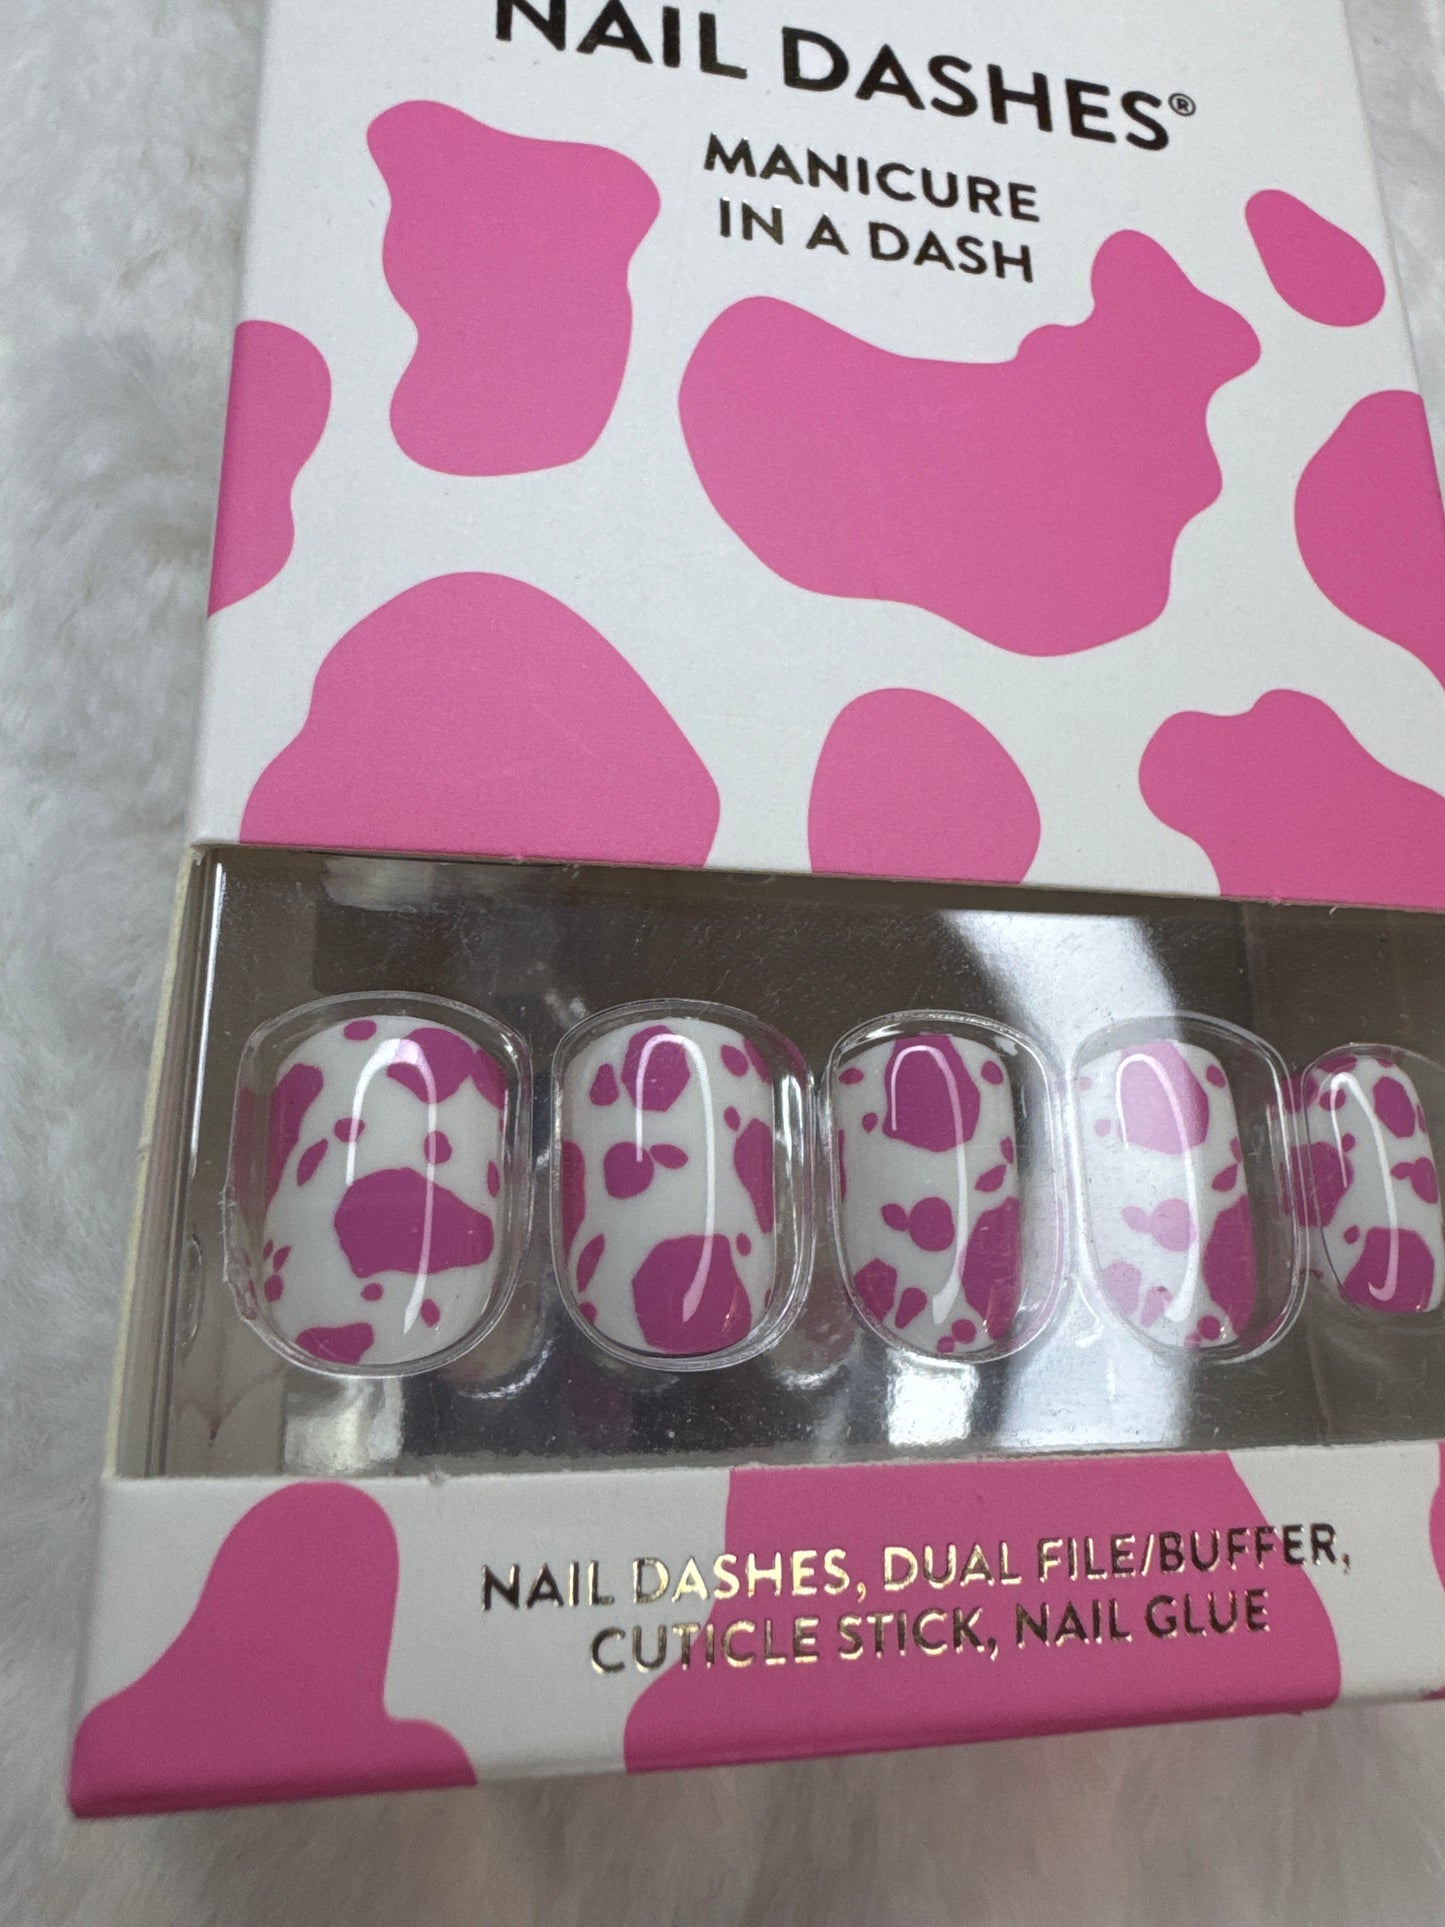 NAIL DASHES®
MANICURE
IN A DASH
NAIL DASHES, DUAL FILE/BUFFER,
CUTICLE STICK, NAIL GLUE